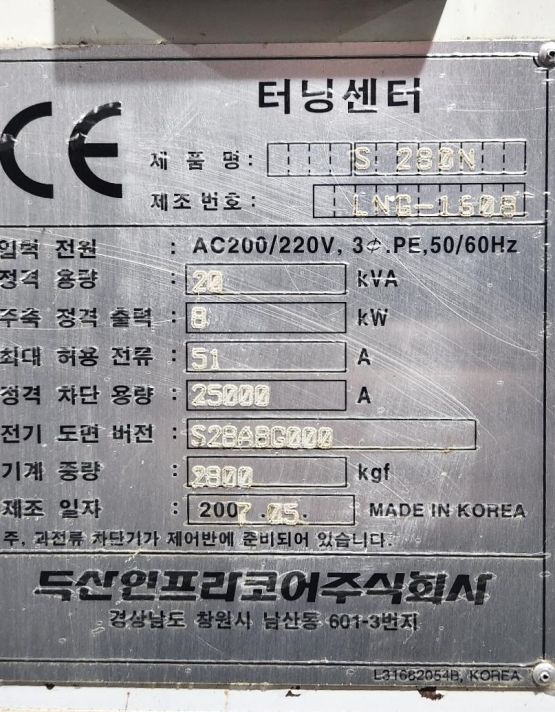 터닝센터
CE
제 품 명 : S 280N
제조 번호 : LNG-1608
입력 전원 : AC200/220V, 3⌀.PE,50/60Hz
정격 용량 : 20 kVA
주축 정격 출력 : 8 kW
최대 허용 전류 : 51 A
정격 차단 용량 : 25000 A
전기 도면 버전 : S28ABG000
기계 중량 : 2800 kgf
제조 일자 : 2007.05. MADE IN KOREA
주, 과전류 차단기가 제어반에 준비되어 있습니다.
두산인프라코어주식회사
경상남도 창원시 남산동 601-3번지
L31662054B, KOREA